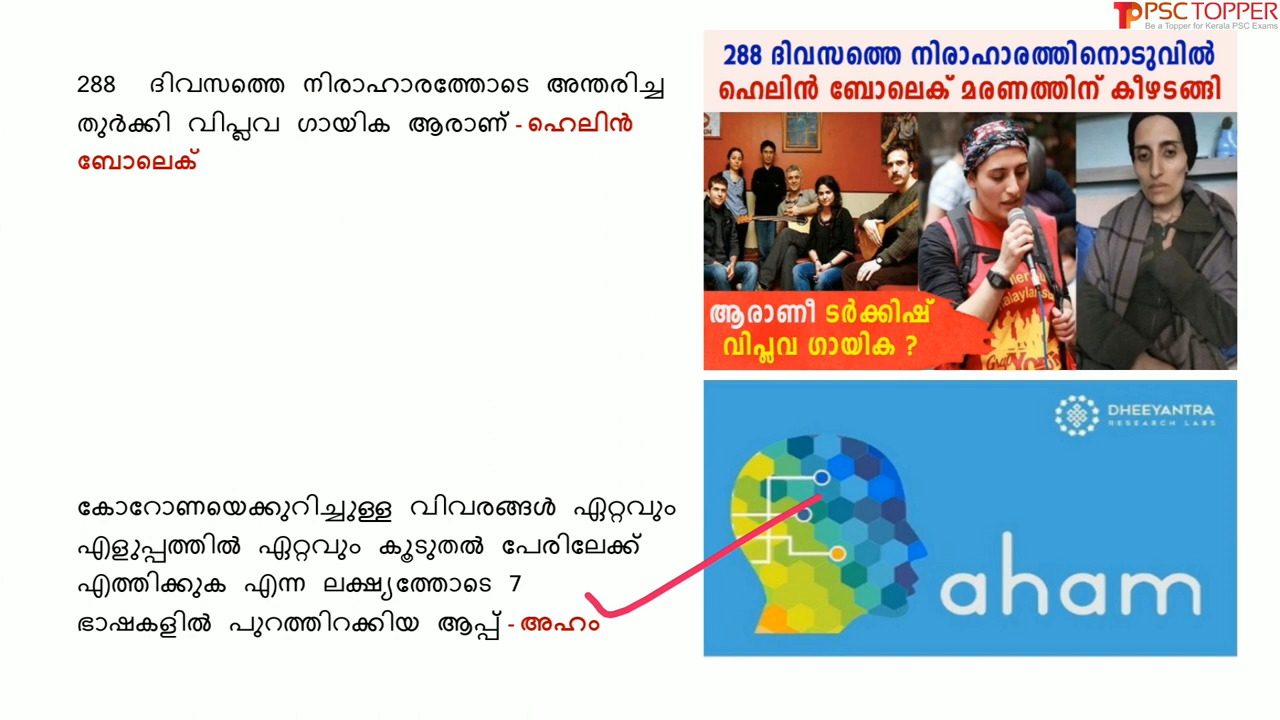 PSC TOPPER
Be a Topper for Kerala PSC Exams
288 ദിവസത്തെ നിരാഹാരത്തോടെ അന്തരിച്ച
തുർക്കി വിപ്ലവ ഗായിക ആരാണ് - ഹെലിൻ
ബോലെക്
288 ദിവസത്തെ നിരാഹാരത്തിനൊടുവിൽ
ഹെലിൻ ബോലെക് മരണത്തിന് കീഴടങ്ങി
ആരാണീ ടർക്കിഷ്
വിപ്ലവ ഗായിക ?
DHEEYANTRA
RESEARCH LABS
aham
കോറോണയെക്കുറിച്ചുള്ള വിവരങ്ങൾ ഏറ്റവും
എളുപ്പത്തിൽ ഏറ്റവും കൂടുതൽ പേരിലേക്ക്
എത്തിക്കുക എന്ന ലക്ഷ്യത്തോടെ 7
ഭാഷകളിൽ പുറത്തിറക്കിയ ആപ്പ് - അഹം